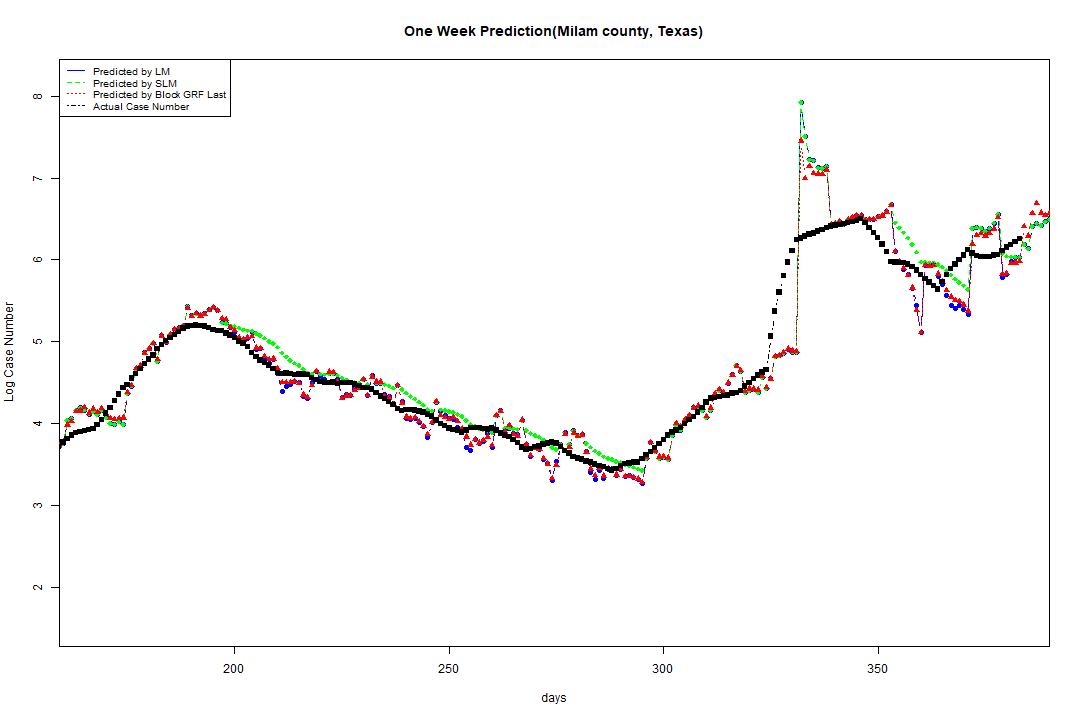 One Week Prediction(Milam county, Texas)
Predicted by LM
Predicted by SLM
Predicted by Block GRF Last
Actual Case Number
Log Case Number
8
7
6
5
4
3
2
200
250
300
350
days